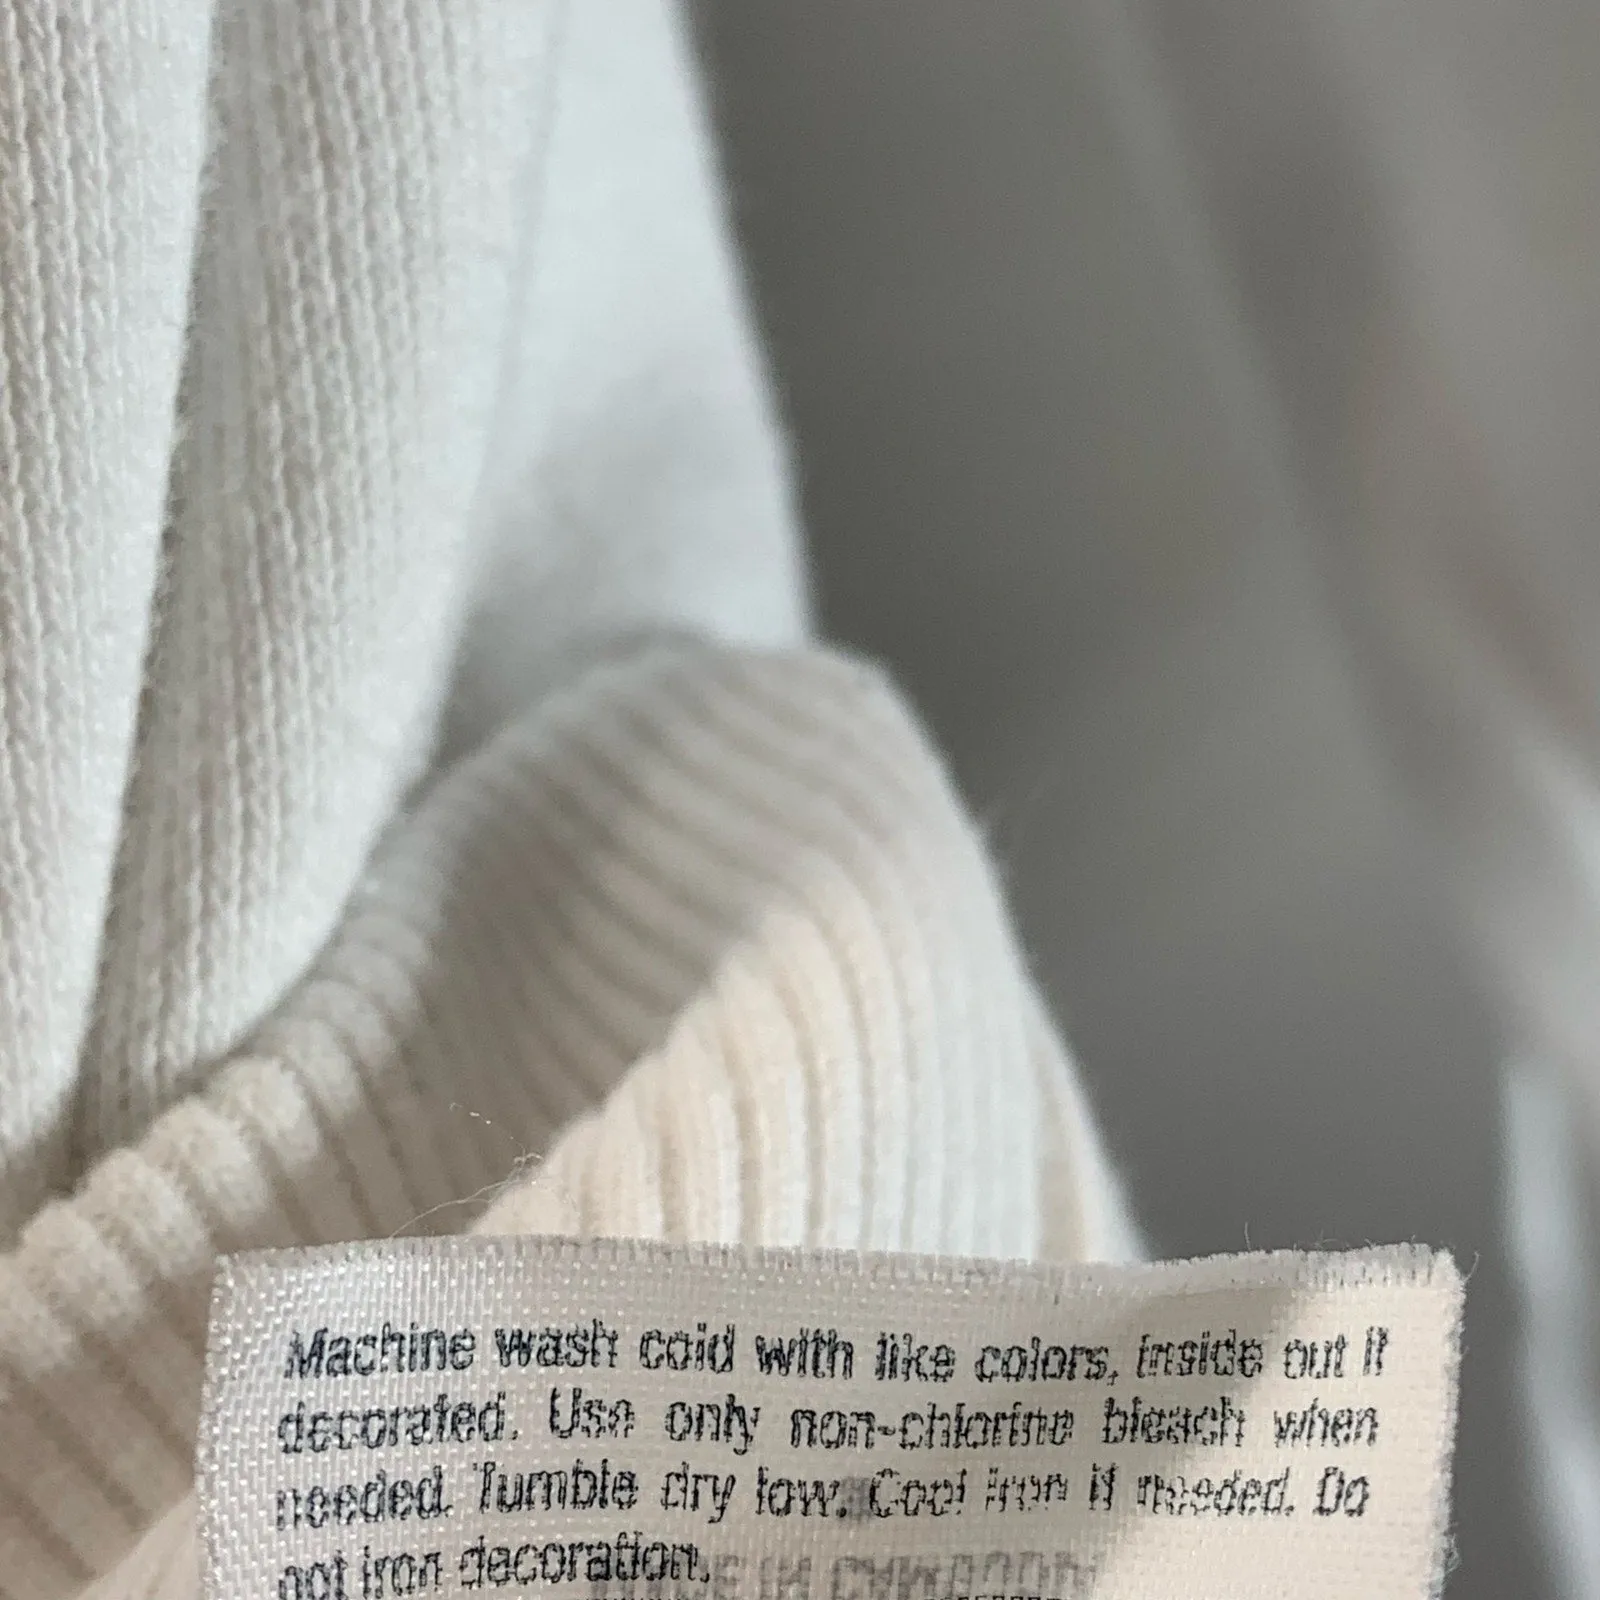 Machine wash cold with like colors, inside out if
decorated. Use only non-chlorine bleach when
needed. Tumble dry low. Cool iron if needed. Do
not iron decoration.